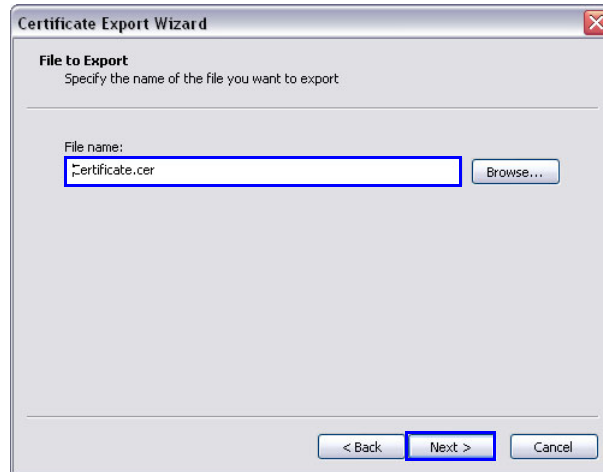 Certificate Export Wizard
File to Export
Specify the name of the file you want to export
File name:
Certificate.cer
Browse...
< Back
Next >
Cancel